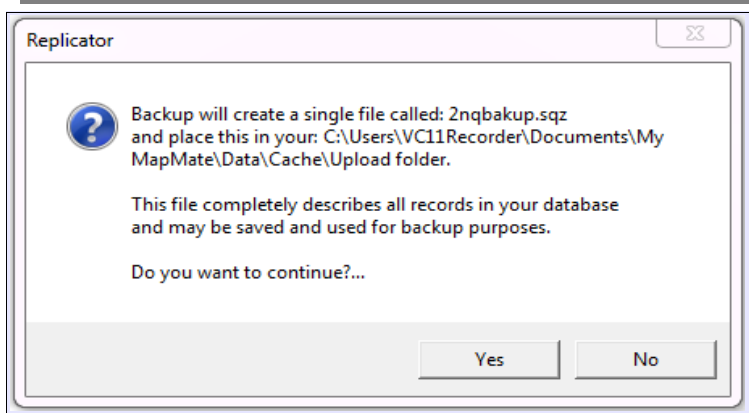 Replicator
Backup will create a single file called: 2nqbakup.sqz
and place this in your: C:\Users\VC11Recorder\Documents\My
MapMate\Data\Cache\Upload folder.
This file completely describes all records in your database
and may be saved and used for backup purposes.
Do you want to continue?...
Yes
No